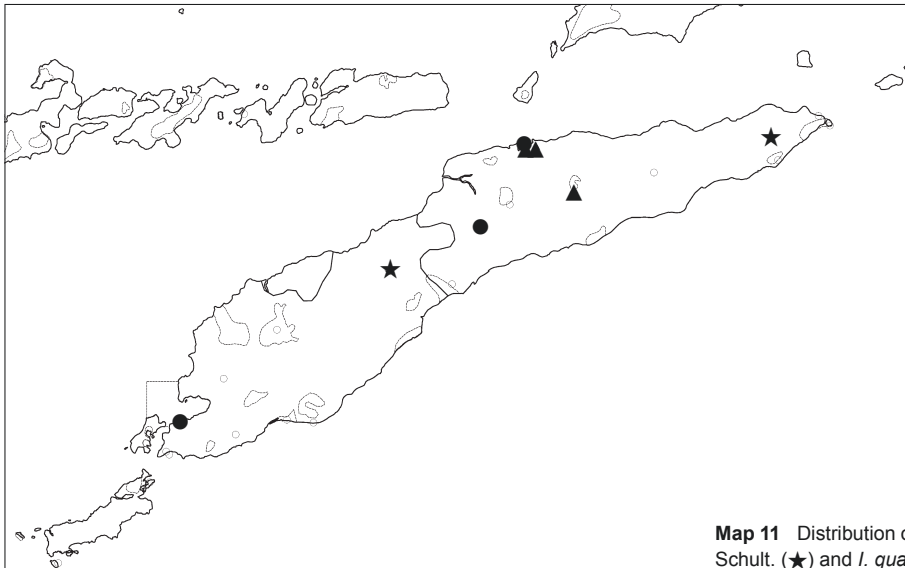 Map 11 Distribution o
Schult. (★) and I. qua